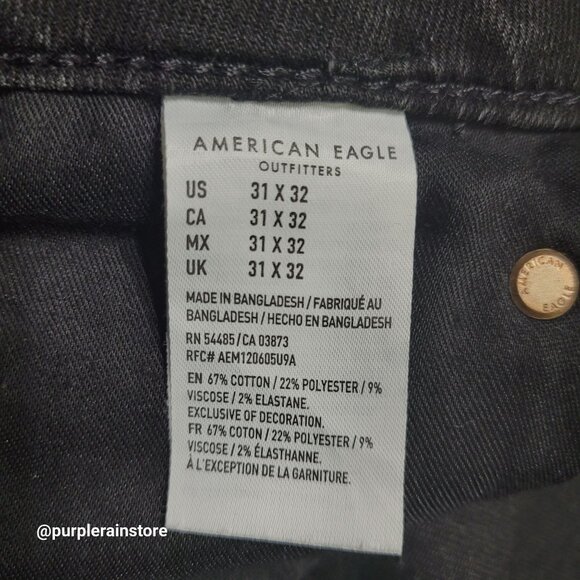 AMERICAN EAGLE
OUTFITTERS
US 31 X 32
CA 31 X 32
MX 31 X 32
UK 31 X 32
MADE IN BANGLADESH / FABRIQUÉ AU
BANGLADESH / HECHO EN BANGLADESH
RN 54485 / CA 03873
RFC# AEM120605U9A
EN 67% COTTON / 22% POLYESTER / 9%
VISCOSE / 2% ELASTANE.
EXCLUSIVE OF DECORATION.
FR 67% COTON / 22% POLYESTER / 9%
VISCOSE / 2% ÉLASTHANNE.
À L'EXCEPTION DE LA GARNITURE.
AMERICAN
EAGLE
@purplerainstore